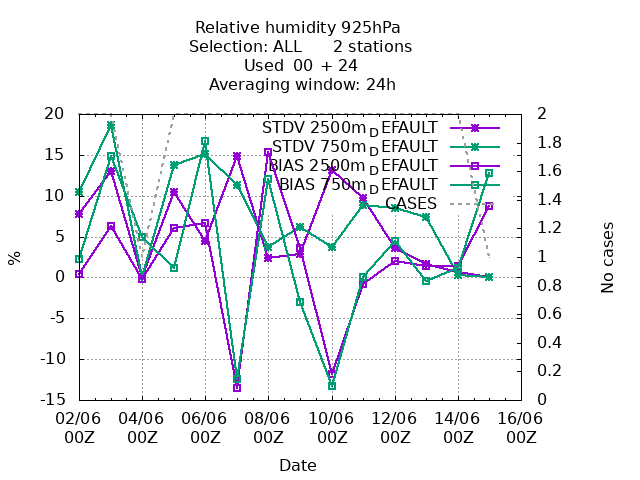 Relative humidity 925hPa
Selection: ALL 2 stations
Used 00 + 24
Averaging window: 24h
STDV 2500m_DEFAULT
STDV 750m_DEFAULT
BIAS 2500m_DEFAULT
BIAS 750m_DEFAULT
CASES
20
15
10
5
0
-5
-10
-15
%
2
1.8
1.6
1.4
1.2
1
0.8
0.6
0.4
0.2
0
No cases
02/06 04/06 06/06 08/06 10/06 12/06 14/06 16/06
00Z 00Z 00Z 00Z 00Z 00Z 00Z 00Z
Date